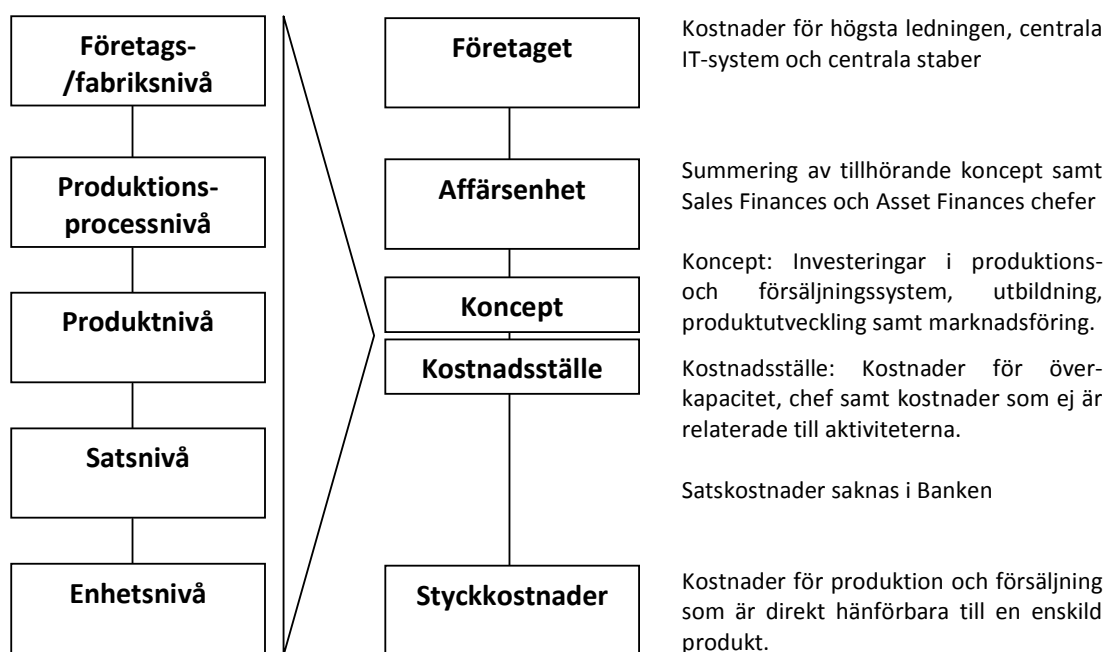 Företags-
/fabriksnivå
Produktions-
processnivå
Produktnivå
Satsnivå
Enhetsnivå
Företaget
Affärsenhet
Koncept
Kostnadsställe
Styckkostnader
Kostnader för högsta ledningen, centrala
IT-system och centrala staber
Summering av tillhörande koncept samt
Sales Finances och Asset Finances chefer
Koncept: Investeringar i produktions-
och försäljningssystem, utbildning,
produktutveckling samt marknadsföring.
Kostnadsställe: Kostnader för över-
kapacitet, chef samt kostnader som ej är
relaterade till aktiviteterna.
Satskostnader saknas i Banken
Kostnader för produktion och försäljning
som är direkt hänförbara till en enskild
produkt.